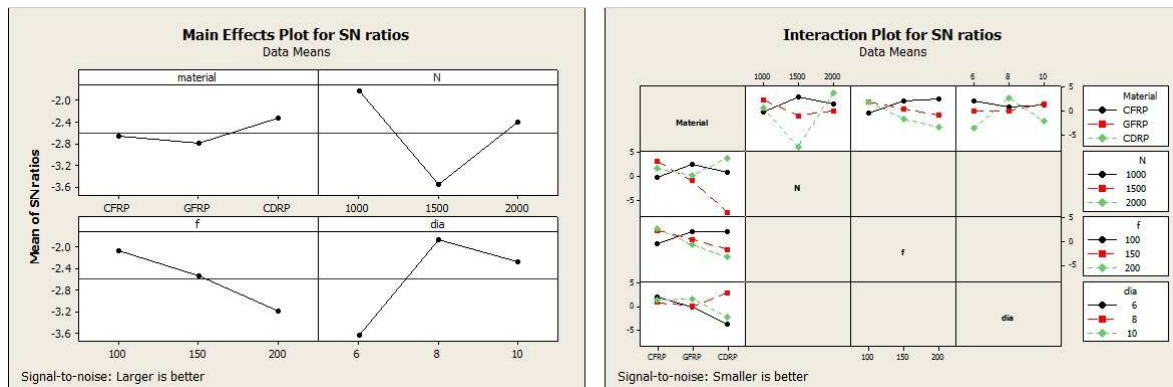 Main Effects Plot for SN ratios
Data Means
material
N
-2.0
-2.4
-2.8
-3.2
-3.6
CFRP GFRP CDRP 1000 1500 2000
f
dia
-2.0
-2.4
-2.8
-3.2
-3.6
100 150 200 6 8 10
Mean of SN ratios
Signal-to-noise: Larger is better
Interaction Plot for SN ratios
Data Means
1000 1500 2000 6 8 10
Material
5
0
-5
Material
CFRP
GFRP
CDRP
5
0
-5
N
N
1000
1500
2000
f
5
0
-5
f
100
150
200
5
0
-5
dia
dia
6
8
10
CFRP GFRP CDRP 100 150 200
Signal-to-noise: Smaller is better